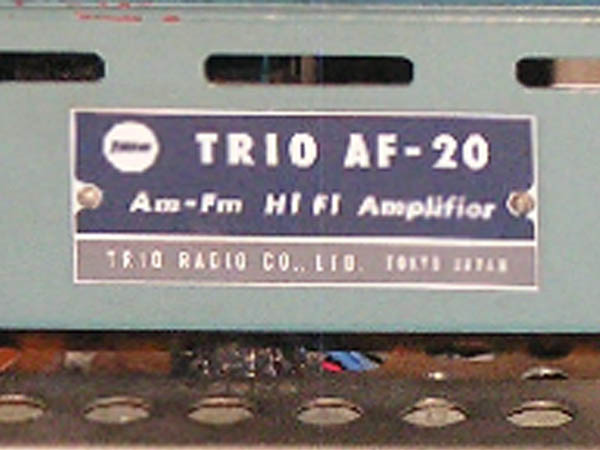 TRIO AF-20
Am-Fm Hi Fi Amplifior
TRIO RADIO CO., LTD. TOKYO JAPAN